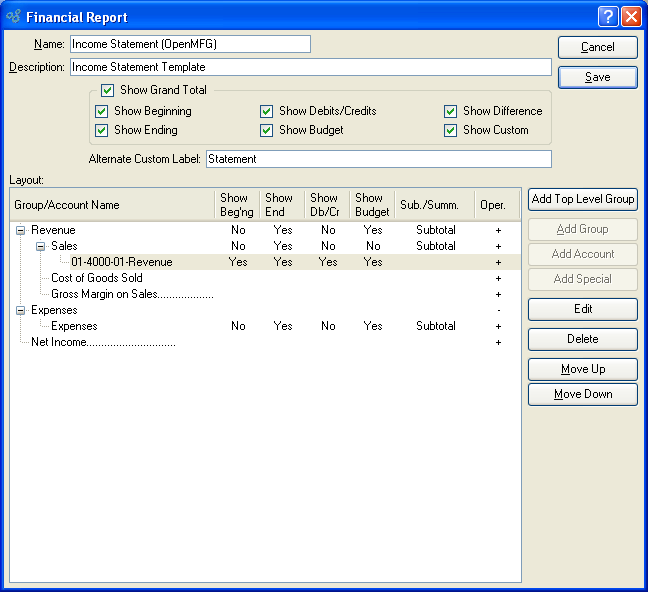 Financial Report
Name: Income Statement (OpenMFG)
Cancel
Description: Income Statement Template
Save
Show Grand Total
Show Beginning Show Debits/Credits Show Difference
Show Ending Show Budget Show Custom
Alternate Custom Label: Statement
Layout:
Group/Account Name Show Beg'ng Show End Show Db/Cr Show Budget Sub./Summ. Oper.
Revenue No Yes No Yes Subtotal +
Sales No Yes No No Subtotal +
01-4000-01-Revenue Yes Yes Yes Yes +
Cost of Goods Sold +
Gross Margin on Sales................... +
Expenses -
Expenses No Yes No Yes Subtotal +
Net Income.............................. +
Add Top Level Group
Add Group
Add Account
Add Special
Edit
Delete
Move Up
Move Down